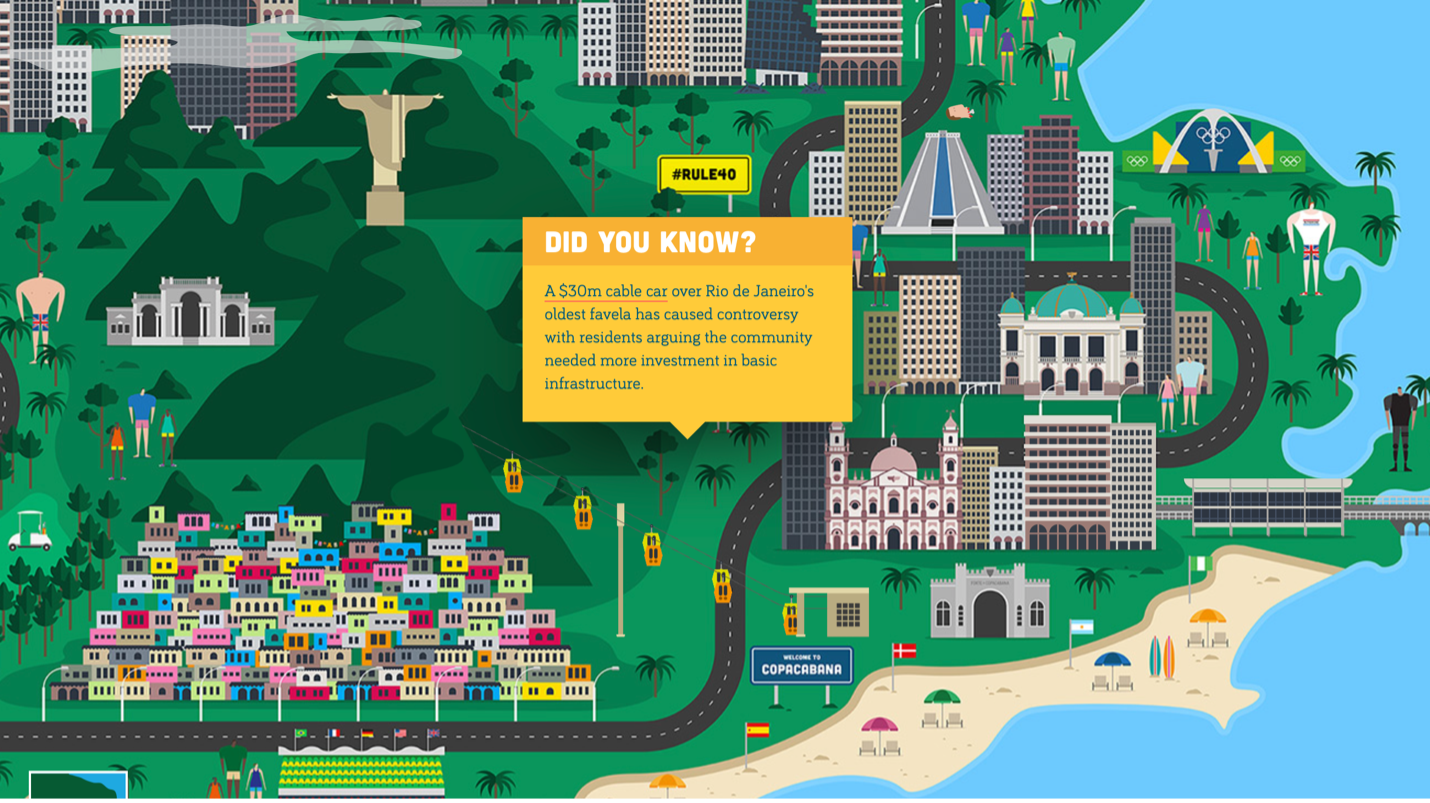 #RULE40
DID YOU KNOW?
A $30m cable car over Rio de Janeiro's
oldest favela has caused controversy
with residents arguing the community
needed more investment in basic
infrastructure.
WELCOME TO
COPACABANA